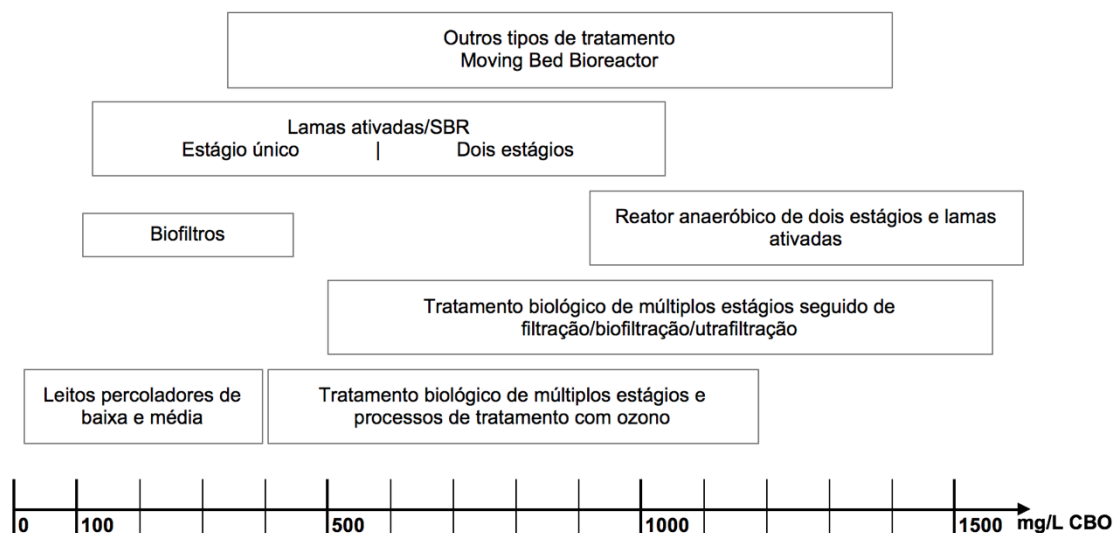 Outros tipos de tratamento
Moving Bed Bioreactor
Lamas ativadas/SBR
Estágio único | Dois estágios
Reator anaeróbico de dois estágios e lamas
ativadas
Biofiltros
Tratamento biológico de múltiplos estágios seguido de
filtração/biofiltração/utrafiltração
Leitos percoladores de
baixa e média
Tratamento biológico de múltiplos estágios e
processos de tratamento com ozono
0 100 500 1000 1500 mg/L CBO